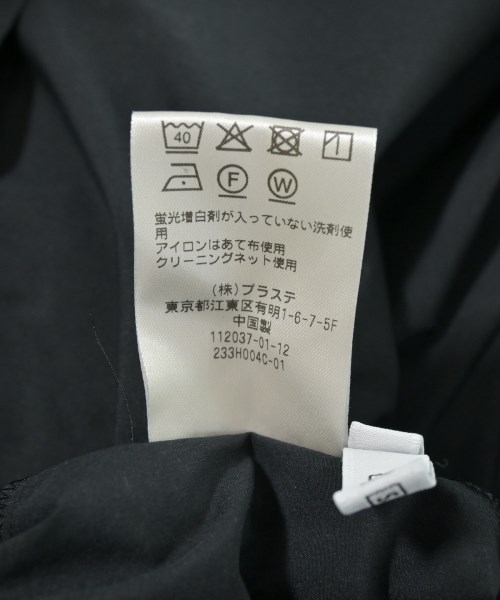 40
F W
蛍光増白剤が入っていない洗剤使
用
アイロンはあて布使用
クリーニングネット使用
(株)プラステ
東京都江東区有明1-6-7-5F
中国製
112037-01-12
233H004C-01